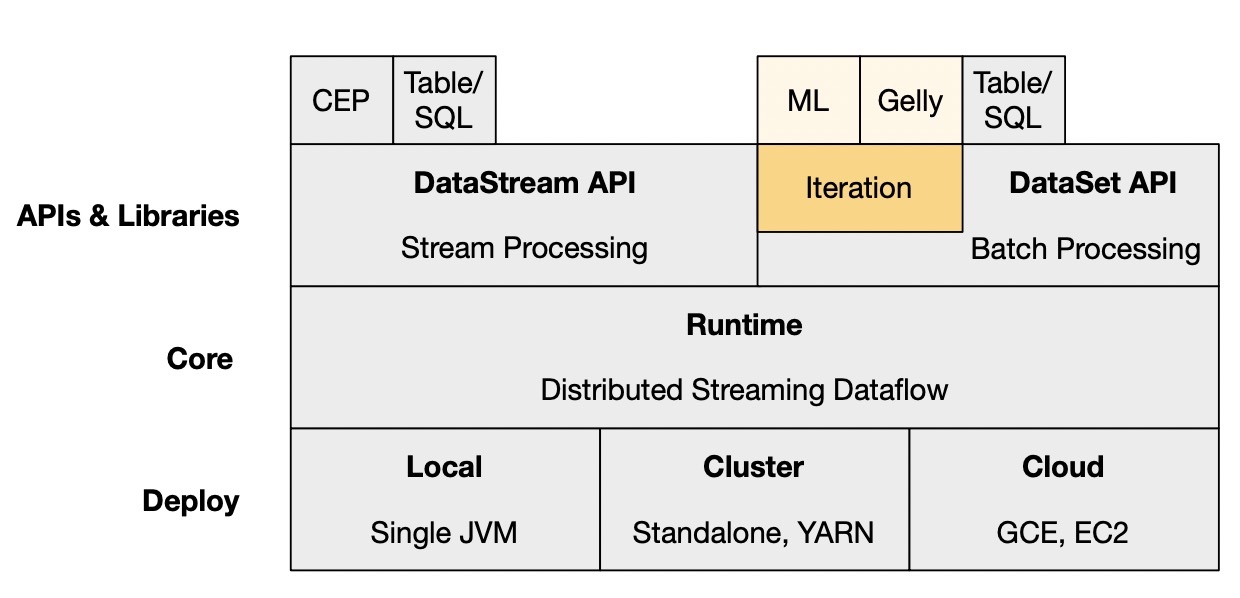 CEP
Table/
SQL
ML
Gelly
Table/
SQL
APIs & Libraries
DataStream API
Stream Processing
Iteration
DataSet API
Batch Processing
Core
Runtime
Distributed Streaming Dataflow
Deploy
Local
Single JVM
Cluster
Standalone, YARN
Cloud
GCE, EC2